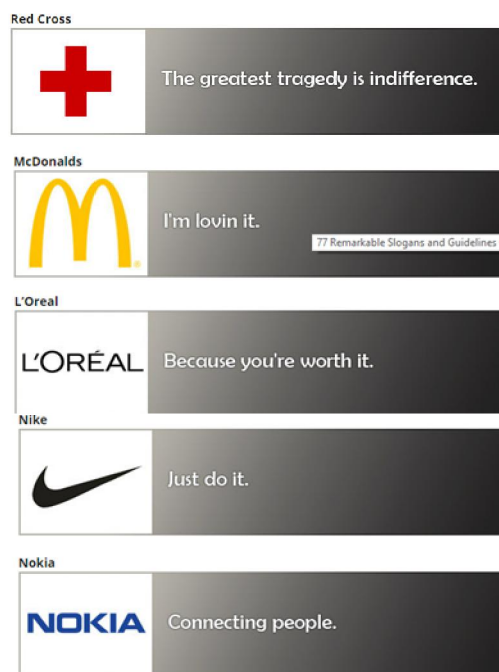 Red Cross
The greatest tragedy is indifference.
McDonalds
I'm lovin it.
77 Remarkable Slogans and Guidelines
L'Oreal
L'ORÉAL
Because you're worth it.
Nike
Just do it.
Nokia
NOKIA
Connecting people.